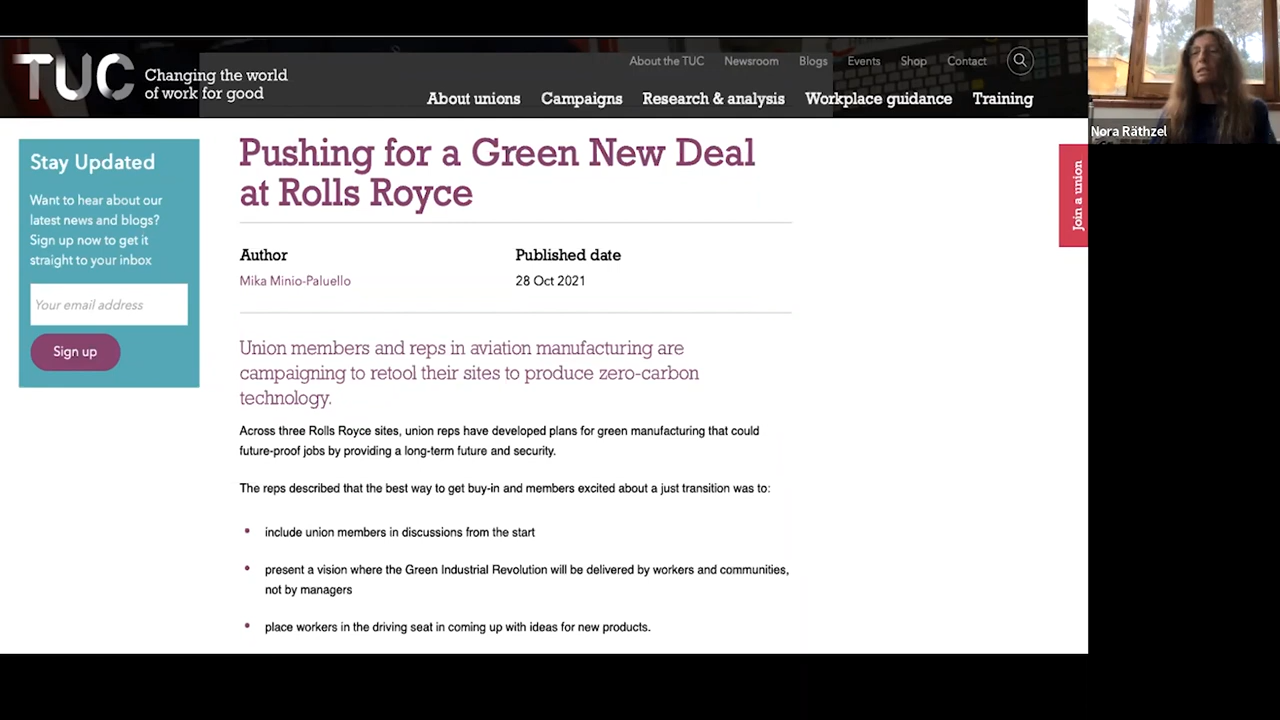 TUC
Changing the world
of work for good
About the TUC Newsroom Blogs Events Shop Contact
About unions Campaigns Research & analysis Workplace guidance Training
Nora Räthzel
Join a union
Stay Updated
Want to hear about our
latest news and blogs?
Sign up now to get it
straight to your inbox
Your email address
Sign up
Pushing for a Green New Deal
at Rolls Royce
Author
Mika Minio-Paluello
Published date
28 Oct 2021
Union members and reps in aviation manufacturing are
campaigning to retool their sites to produce zero-carbon
technology.
Across three Rolls Royce sites, union reps have developed plans for green manufacturing that could
future-proof jobs by providing a long-term future and security.
The reps described that the best way to get buy-in and members excited about a just transition was to:
• include union members in discussions from the start
• present a vision where the Green Industrial Revolution will be delivered by workers and communities,
not by managers
• place workers in the driving seat in coming up with ideas for new products.